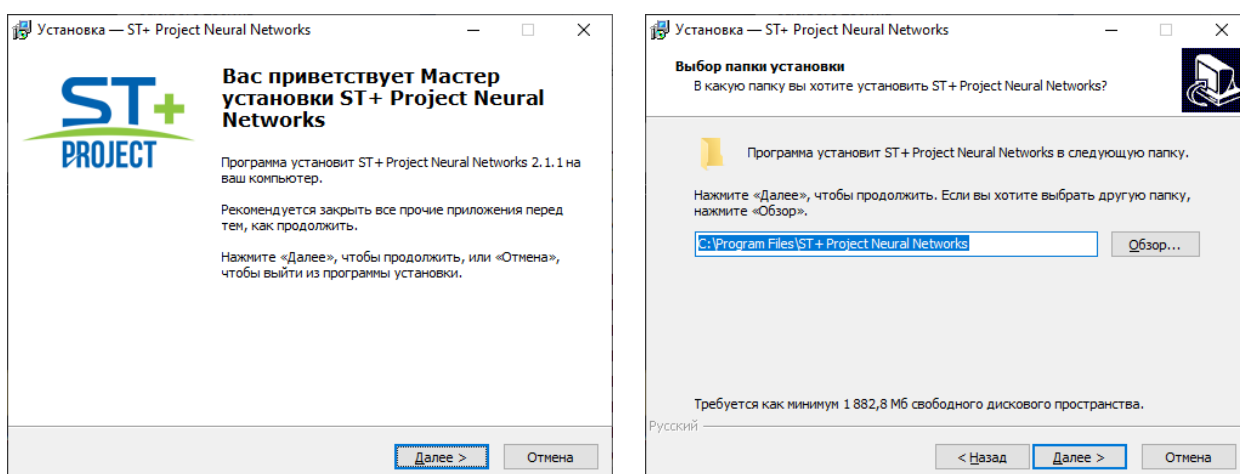 Установка — ST+ Project Neural Networks
ST+
PROJECT
Вас приветствует Мастер
установки ST+ Project Neural
Networks
Программа установит ST+ Project Neural Networks 2.1.1 на
ваш компьютер.
Рекомендуется закрыть все прочие приложения перед
тем, как продолжить.
Нажмите «Далее», чтобы продолжить, или «Отмена»,
чтобы выйти из программы установки.
Далее >
Отмена
Установка — ST+ Project Neural Networks
Выбор папки установки
В какую папку вы хотите установить ST+ Project Neural Networks?
Программа установит ST+ Project Neural Networks в следующую папку.
Нажмите «Далее», чтобы продолжить. Если вы хотите выбрать другую папку,
нажмите «Обзор».
C:\Program Files\ST+ Project Neural Networks
Обзор...
Требуется как минимум 1 882,8 Мб свободного дискового пространства.
Русский
< Назад
Далее >
Отмена